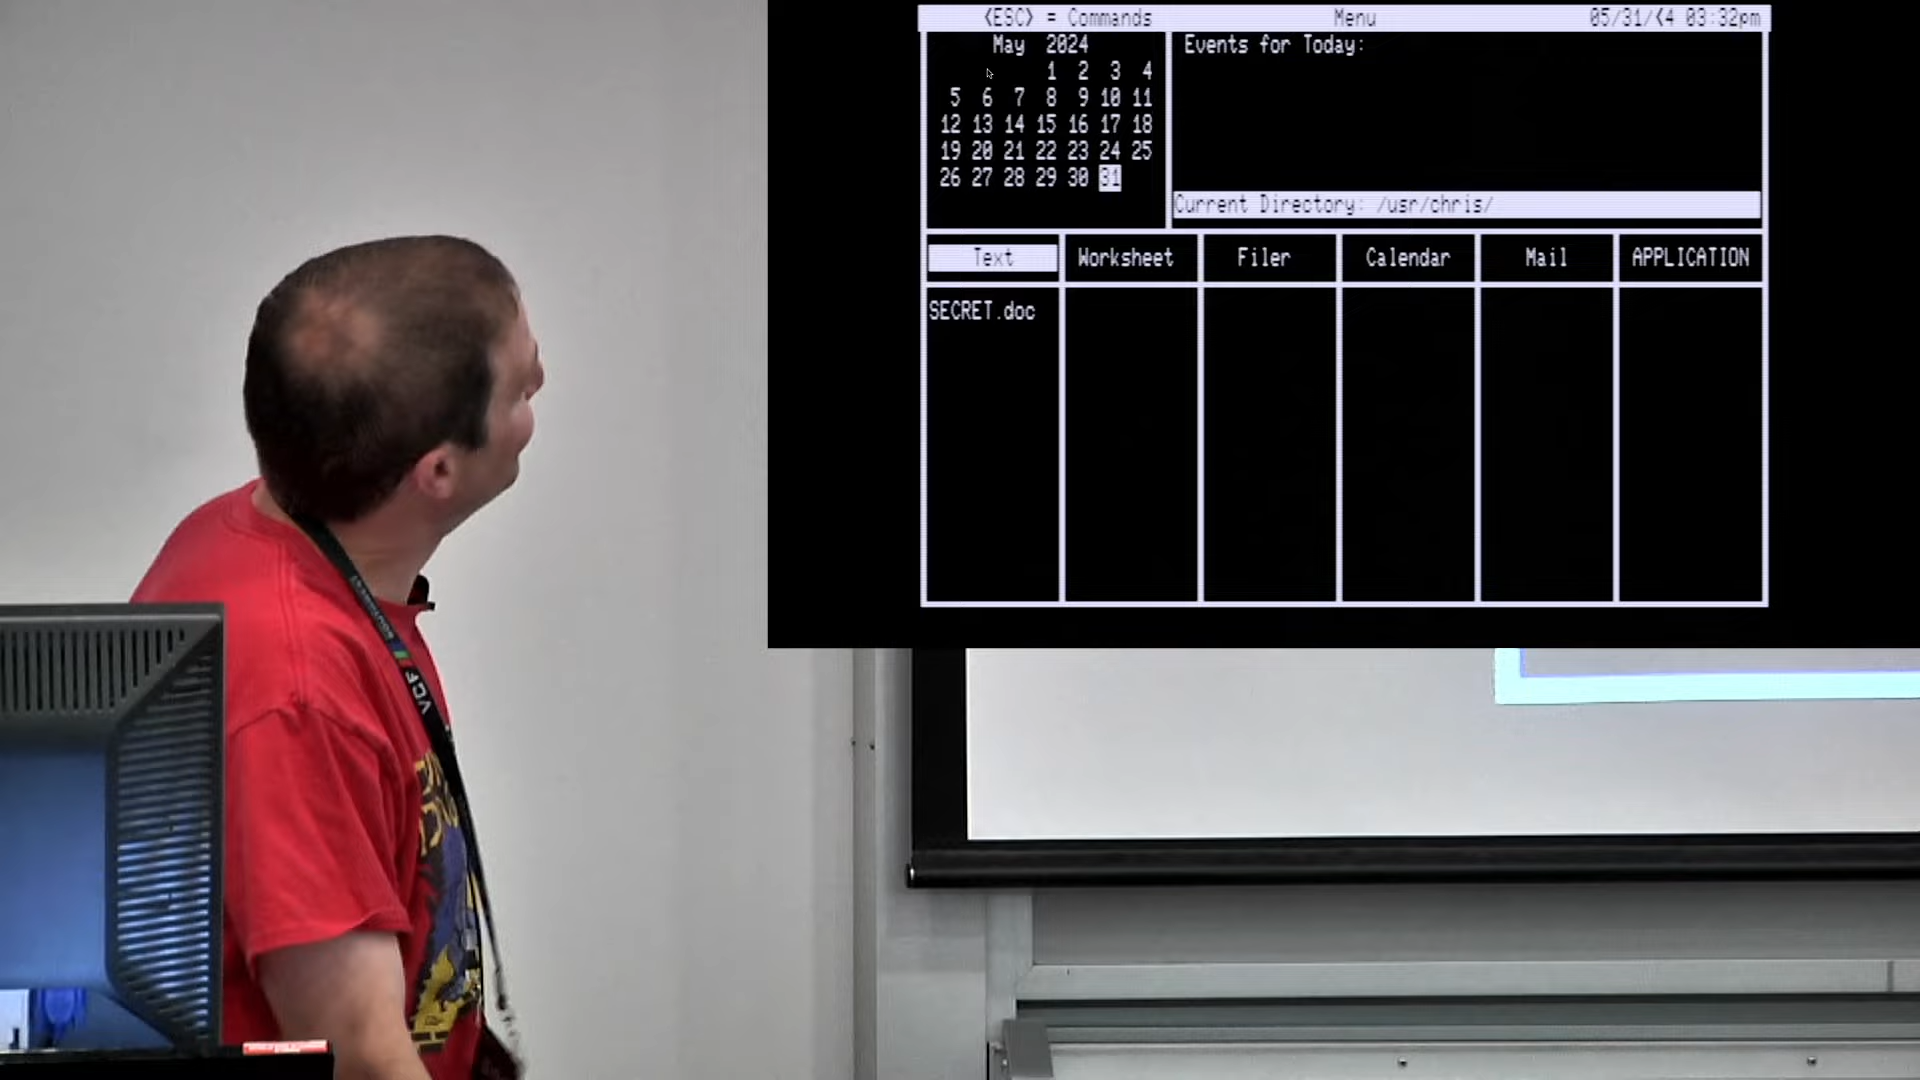 <ESC> = Commands Menu 05/31/<4 03:32pm
May 2024
1 2 3 4
5 6 7 8 9 10 11
12 13 14 15 16 17 18
19 20 21 22 23 24 25
26 27 28 29 30 31
Events for Today:
Current Directory: /usr/chris/
Text Worksheet Filer Calendar Mail APPLICATION
SECRET.doc
VCF